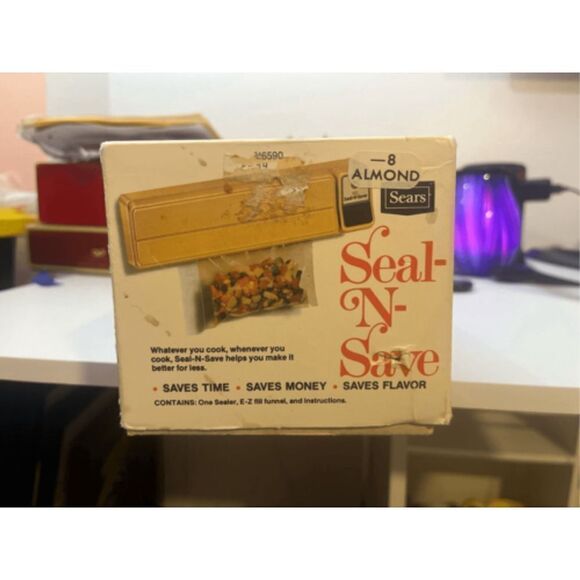 —8
ALMOND
Sears
Seal-
N-
Save
Whatever you cook, whenever you
cook, Seal-N-Save helps you make it
better for less.
• SAVES TIME • SAVES MONEY • SAVES FLAVOR
CONTAINS: One Sealer, E-Z fill funnel, and instructions.